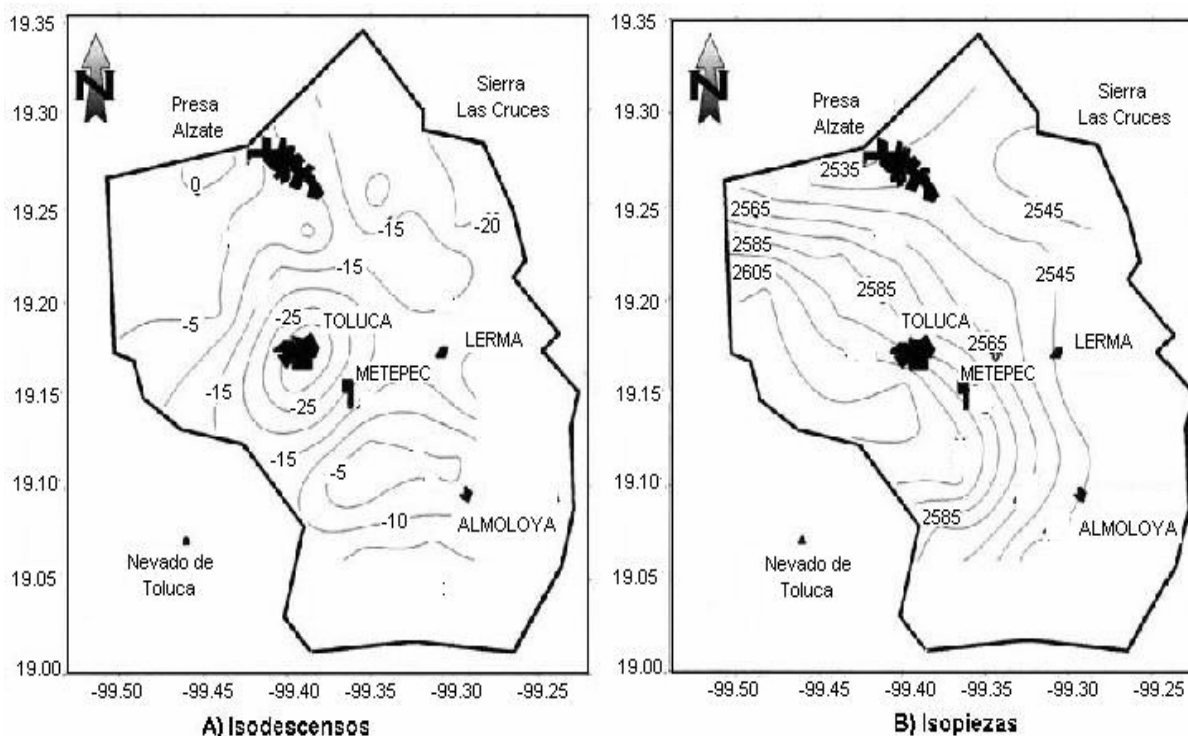 19.35
19.30
19.25
19.20
19.15
19.10
19.05
19.00
N
Presa
Alzate
Sierra
Las Cruces
0
-15
-20
-15
-5
-25
TOLUCA
LERMA
METEPEC
-15
-25
-15
-5
-10
ALMOLOYA
Nevado de
Toluca
-99.50 -99.45 -99.40 -99.35 -99.30 -99.25
A) Isodescensos
19.35
19.30
19.25
19.20
19.15
19.10
19.05
19.00
N
Presa
Alzate
Sierra
Las Cruces
2535
2565
2545
2585
2605
2545
2585
TOLUCA
2565
LERMA
METEPEC
2585
ALMOLOYA
Nevado de
Toluca
-99.50 -99.45 -99.40 -99.35 -99.30 -99.25
B) Isopiezas